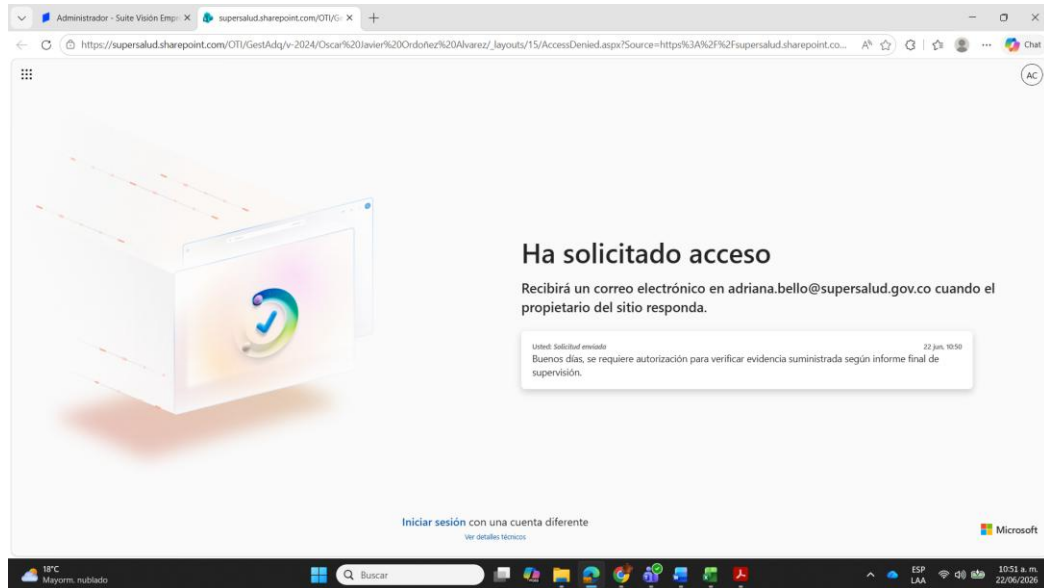 Administrador - Suite Visión Empr
supersalud.sharepoint.com/OTI/G
https://supersalud.sharepoint.com/OTI/GestAdq/v-2024/Oscar%20Javier%20Ordoñez%20Alvarez/_layouts/15/AccessDenied.aspx?Source=https%3A%2F%2Fsupersalud.sharepoint.co...
Chat
AC
Ha solicitado acceso
Recibirá un correo electrónico en adriana.bello@supersalud.gov.co cuando el
propietario del sitio responda.
Usted: Solicitud enviada 22 jun, 10:50
Buenos días, se requiere autorización para verificar evidencia suministrada según informe final de
supervisión.
Iniciar sesión con una cuenta diferente
Ver detalles técnicos
Microsoft
18°C
Mayorm. nublado
Buscar
ESP
LAA
10:51 a. m.
22/06/2026